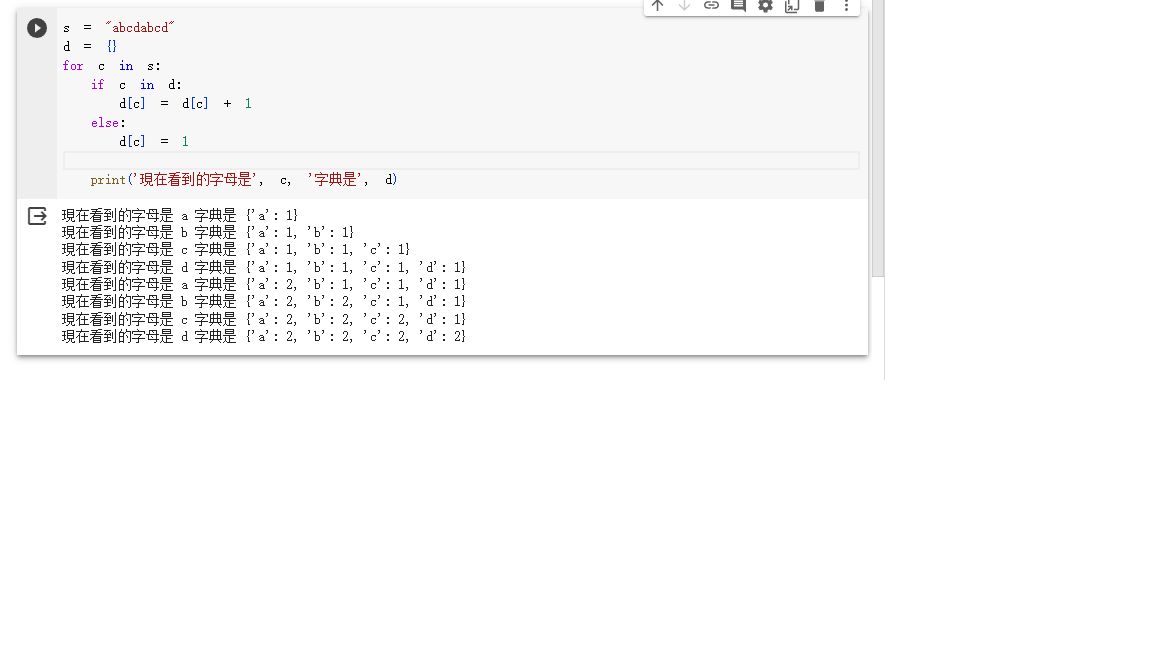 s = "abcdabcd"
d = {}
for c in s:
    if c in d:
        d[c] = d[c] + 1
    else:
        d[c] = 1
    print('現在看到的字母是', c, '字典是', d)
現在看到的字母是 a 字典是 {'a': 1}
現在看到的字母是 b 字典是 {'a': 1, 'b': 1}
現在看到的字母是 c 字典是 {'a': 1, 'b': 1, 'c': 1}
現在看到的字母是 d 字典是 {'a': 1, 'b': 1, 'c': 1, 'd': 1}
現在看到的字母是 a 字典是 {'a': 2, 'b': 1, 'c': 1, 'd': 1}
現在看到的字母是 b 字典是 {'a': 2, 'b': 2, 'c': 1, 'd': 1}
現在看到的字母是 c 字典是 {'a': 2, 'b': 2, 'c': 2, 'd': 1}
現在看到的字母是 d 字典是 {'a': 2, 'b': 2, 'c': 2, 'd': 2}